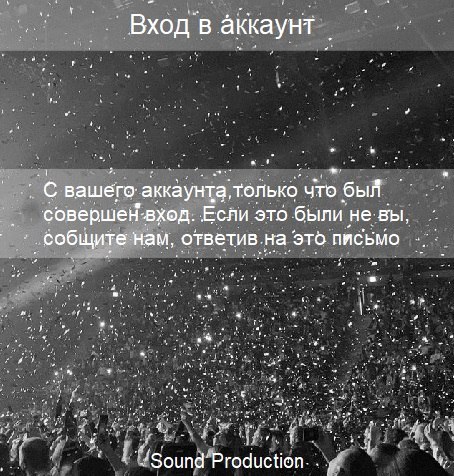 Вход в аккаунт
С вашего аккаунта только что был
совершен вход. Если это были не вы,
собщите нам, ответив на это письмо
Sound Production